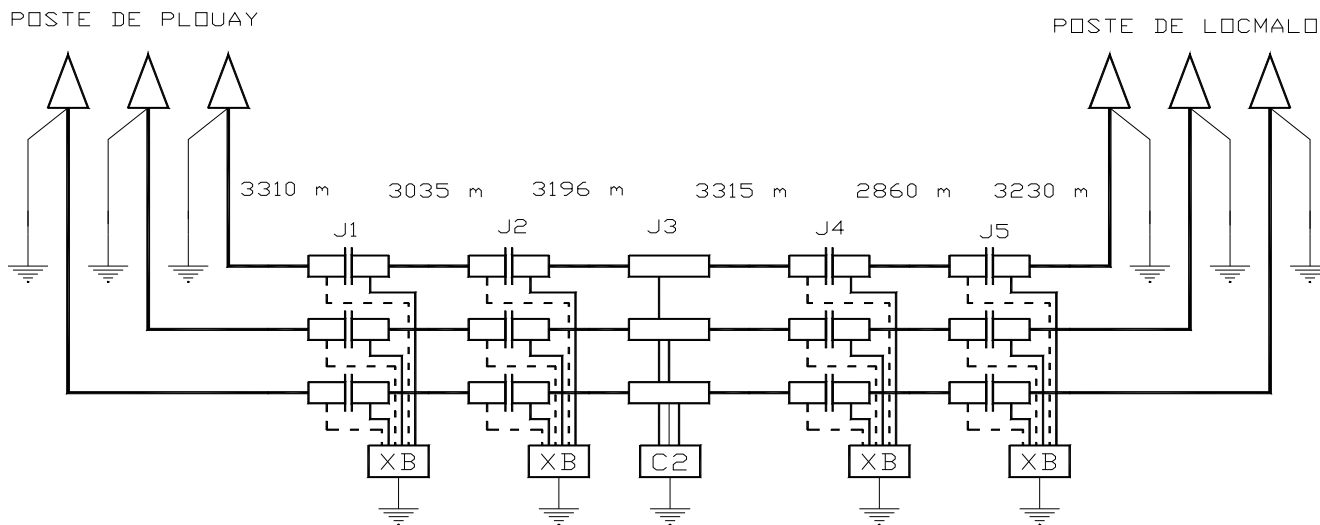 POSTE DE PLOUAY
POSTE DE LOCMALO
3310 m
3035 m
3196 m
3315 m
2860 m
3230 m
J1
J2
J3
J4
J5
XB
XB
C2
XB
XB